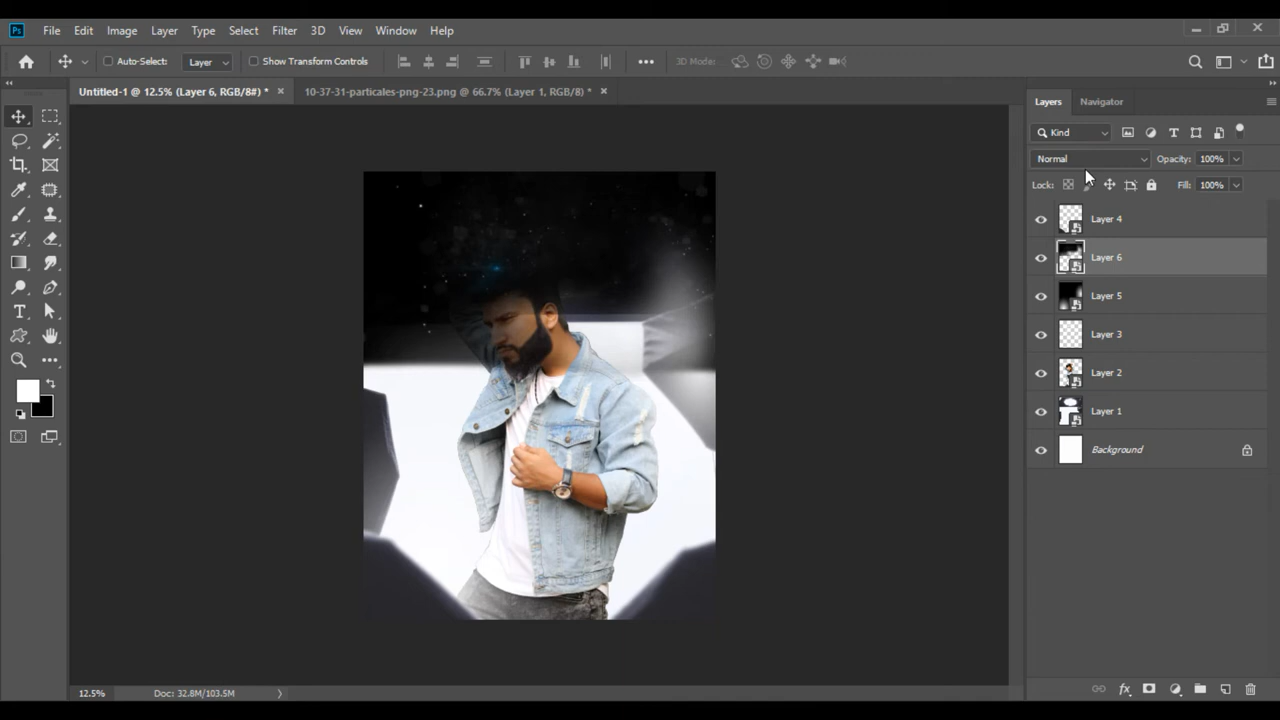 Ps File Edit Image Layer Type Select Filter 3D View Window Help
Auto-Select: Layer Show Transform Controls 3D Mode:
Untitled-1 @ 12.5% (Layer 6, RGB/8#) * 10-37-31-particales-png-23.png @ 66.7% (Layer 1, RGB/8) *
Layers Navigator
Kind
Normal Opacity: 100%
Lock: Fill: 100%
Layer 4
Layer 6
Layer 5
Layer 3
Layer 2
Layer 1
Background
12.5% Doc: 32.8M/103.5M